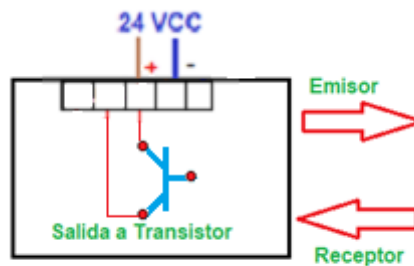 24 VCC
+ -
Emisor
Salida a Transistor
Receptor